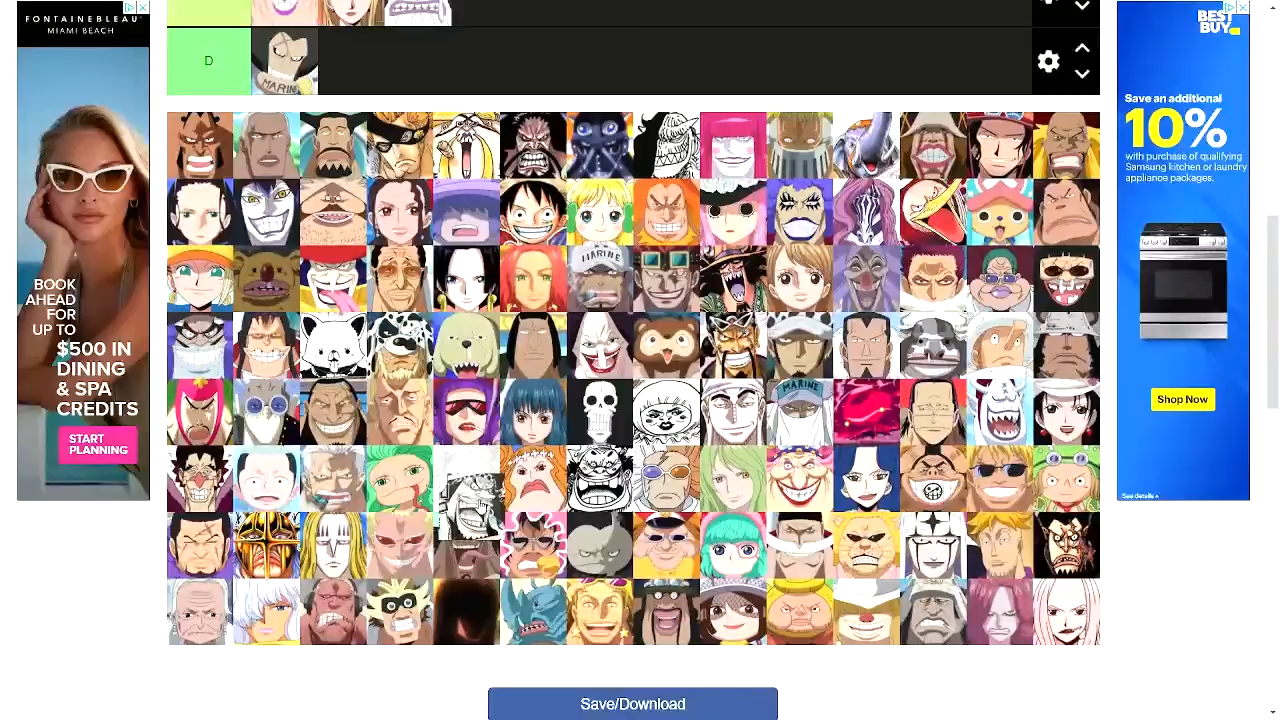 FONTAINEBLEAU
MIAMI BEACH
BOOK
AHEAD
FOR
UP TO
$500 IN
DINING
& SPA
CREDITS
START
PLANNING
D
MARINE
MARINE
MARINE
Save/Download
BEST
BUY
Save an additional
10%
with purchase of qualifying
Samsung kitchen or laundry
appliance packages.
Shop Now
See details